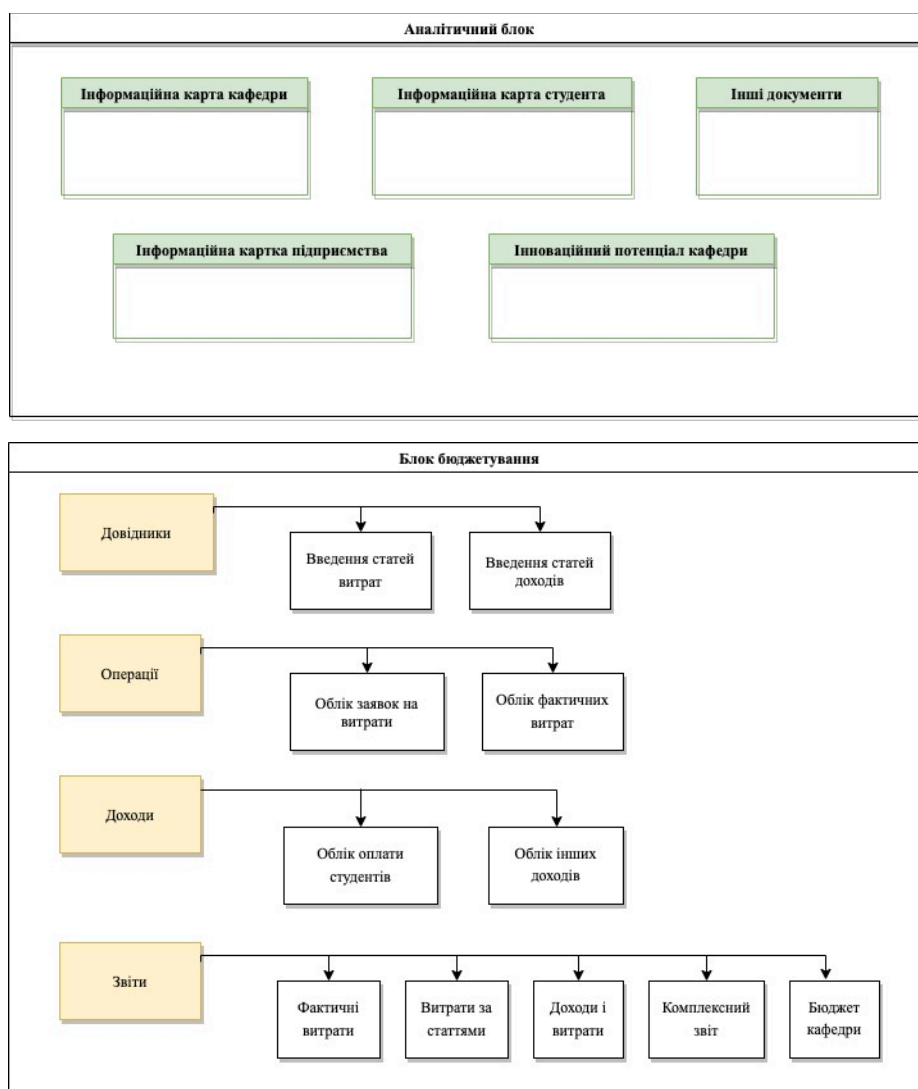 Аналітичний блок
Інформаційна карта кафедри
Інформаційна карта студента
Інші документи
Інформаційна картка підприємства
Інноваційний потенціал кафедри
Блок бюджетування
Довідники
Введення статей
витрат
Введення статей
доходів
Операції
Облік заявок на
витрати
Облік фактичних
витрат
Доходи
Облік оплати
студентів
Облік інших
доходів
Звіти
Фактичні
витрати
Витрати за
статтями
Доходи і
витрати
Комплексний
звіт
Бюджет
кафедри